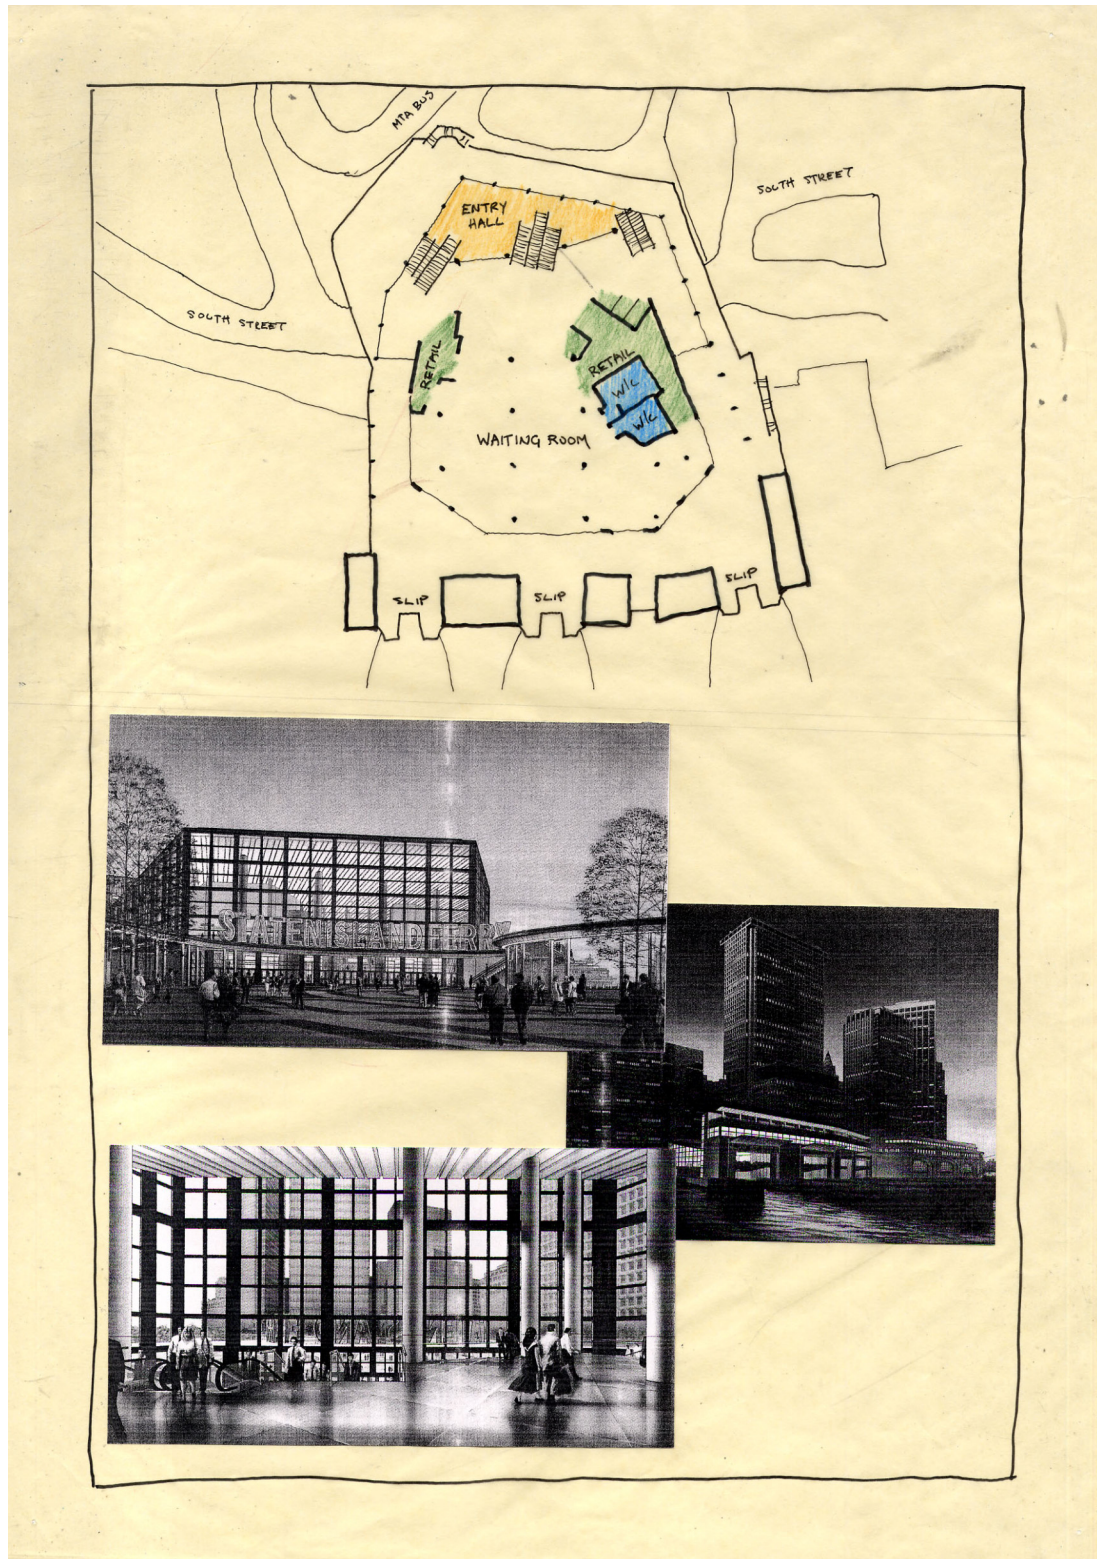 MTA BUS
SOUTH STREET
ENTRY
HALL
SOUTH STREET
RETAIL
RETAIL
W/C
W/C
WAITING ROOM
SLIP
SLIP
SLIP
STATEN ISLAND FERRY